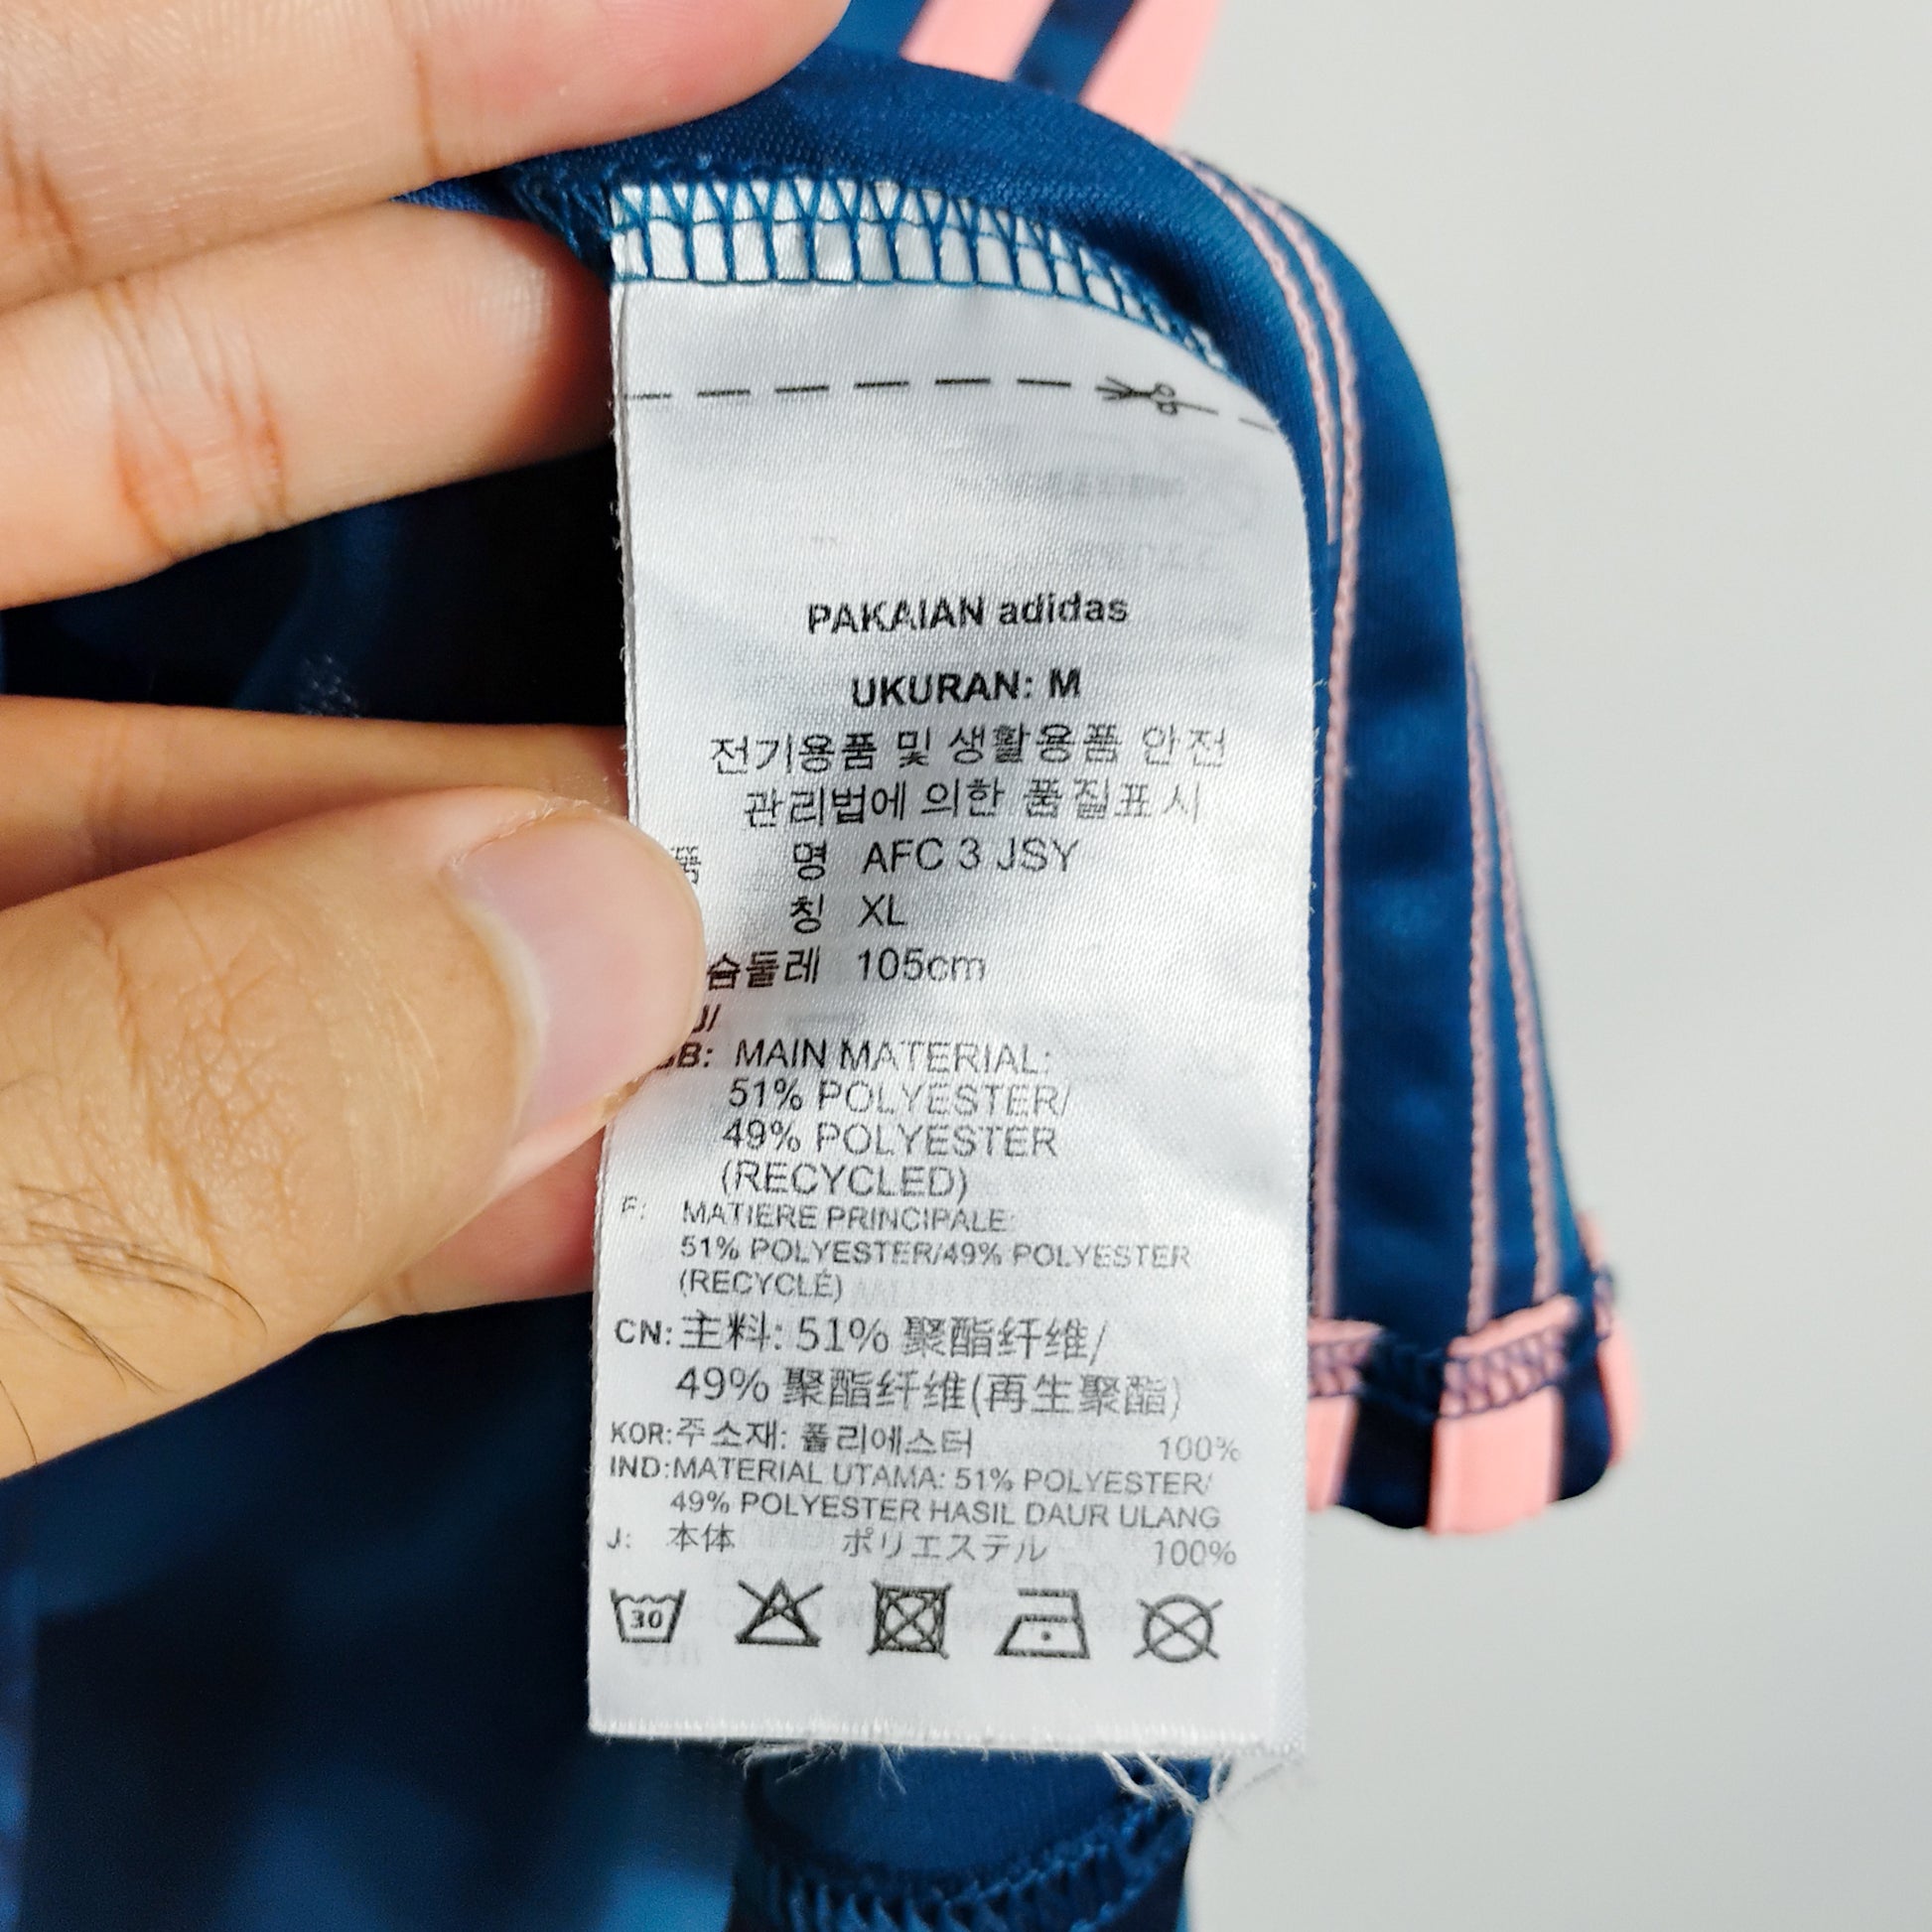 PAKAIAN adidas
UKURAN: M
전기용품 및 생활용품 안전
관리법에 의한 품질표시
품 명 AFC 3 JSY
칭 XL
슴둘레 105cm
MAIN MATERIAL:
51% POLYESTER/
49% POLYESTER
(RECYCLED)
F: MATIERE PRINCIPALE:
51% POLYESTER/49% POLYESTER
(RECYCLÉ)
CN: 主料: 51% 聚酯纤维/
49% 聚酯纤维(再生聚酯)
KOR: 주소재: 폴리에스터 100%
IND: MATERIAL UTAMA: 51% POLYESTER/
49% POLYESTER HASIL DAUR ULANG
J: 本体 ポリエステル 100%
30